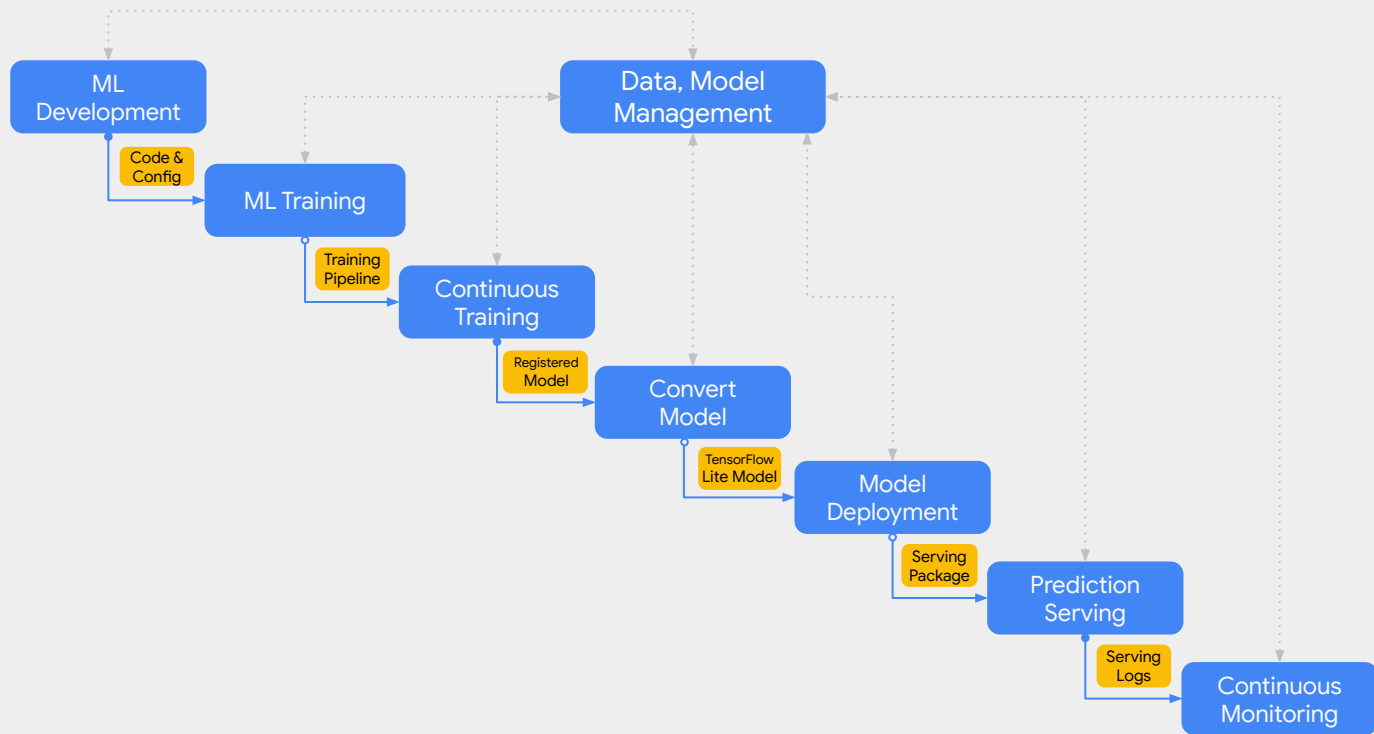 ML
Development
Data, Model
Management
Code &
Config
ML Training
Training
Pipeline
Continuous
Training
Registered
Model
Convert
Model
TensorFlow
Lite Model
Model
Deployment
Serving
Package
Prediction
Serving
Serving
Logs
Continuous
Monitoring